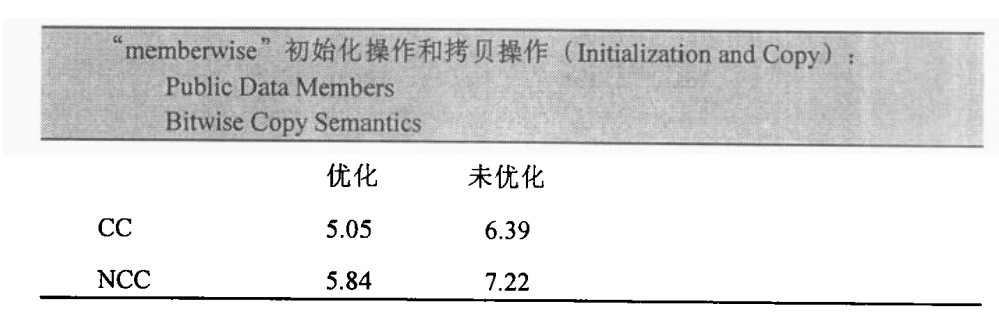 “memberwise”初始化操作和拷贝操作（Initialization and Copy）：
Public Data Members
Bitwise Copy Semantics
优化 未优化
CC 5.05 6.39
NCC 5.84 7.22